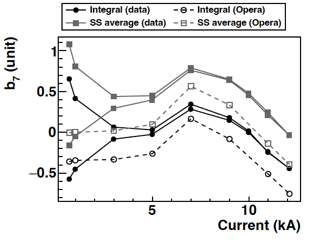 Integral (data) Integral (Opera)
SS average (data) SS average (Opera)
b7 (unit)
1
0.5
0
−0.5
5 10
Current (kA)